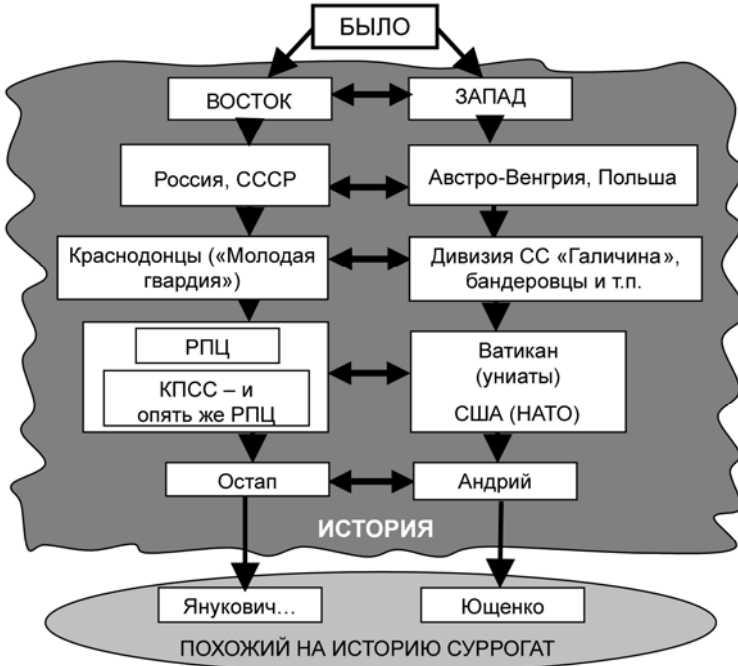 БЫЛО
ВОСТОК
ЗАПАД
Россия, СССР
Австро-Венгрия, Польша
Краснодонцы («Молодая
гвардия»)
Дивизия СС «Галичина»,
бандеровцы и т.п.
РПЦ
КПСС – и
опять же РПЦ
Ватикан
(униаты)
США (НАТО)
Остап
Андрий
ИСТОРИЯ
Янукович...
Ющенко
ПОХОЖИЙ НА ИСТОРИЮ СУРРОГАТ